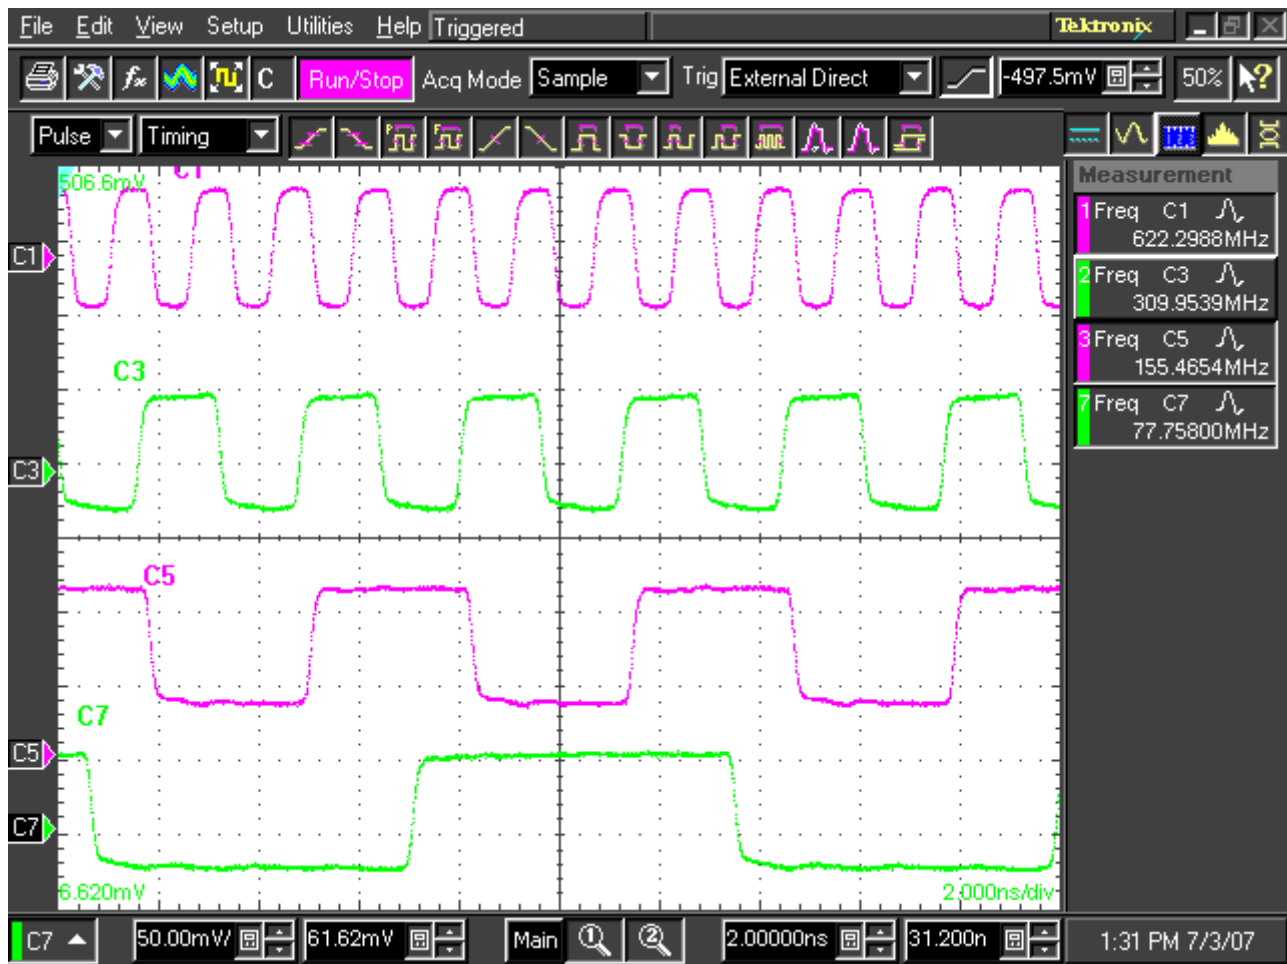 File Edit View Setup Utilities Help Triggered Tektronix
C Run/Stop Acq Mode Sample Trig External Direct -497.5mV 50% ?
Pulse Timing
506.6mV C1
C1
C3
C3
C5
C7
C5
C7
6.620mV 2.000ns/div
Measurement
1 Freq C1
622.2988MHz
2 Freq C3
309.9539MHz
3 Freq C5
155.4654MHz
7 Freq C7
77.75800MHz
C7 50.00mV/ 61.62mV Main 1 2 2.00000ns 31.200n 1:31 PM 7/3/07